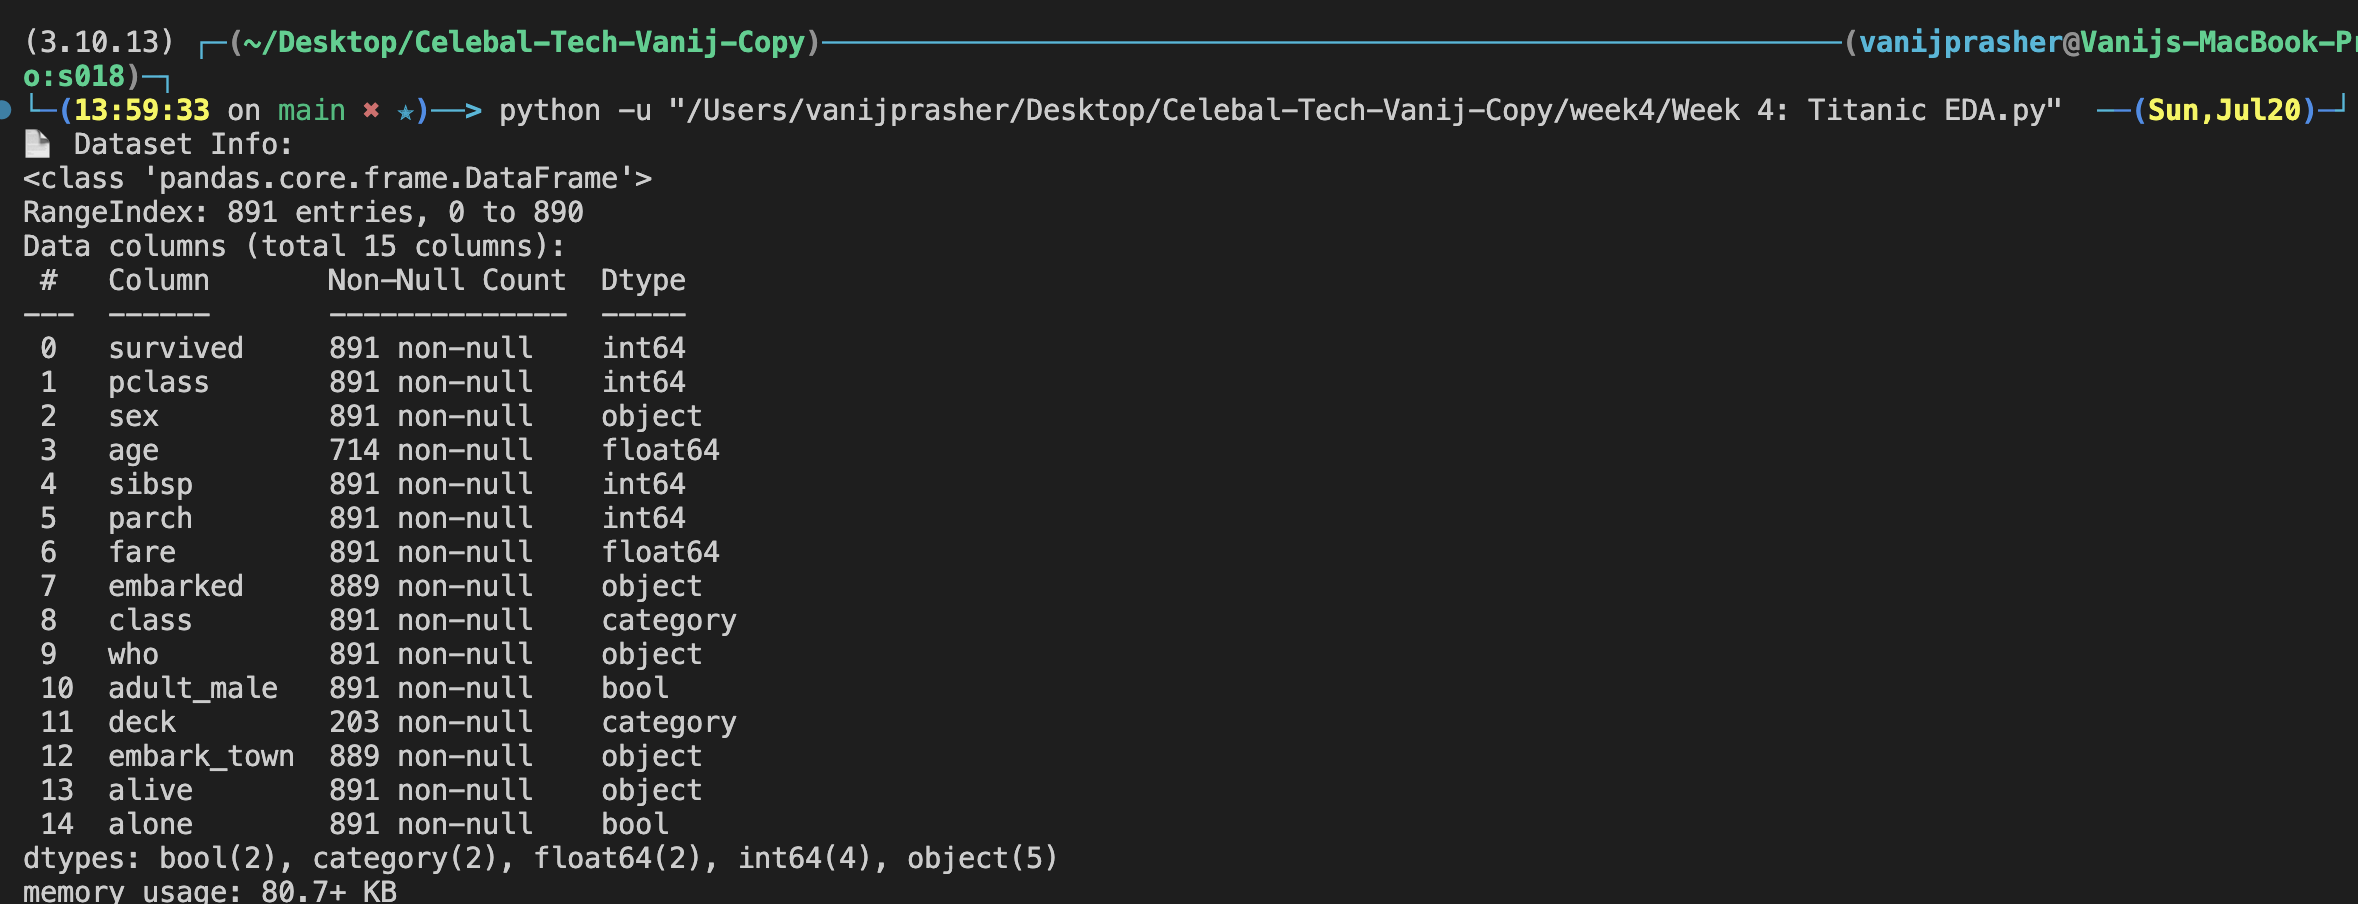 (3.10.13) ┌─(~/Desktop/Celebal-Tech-Vanij-Copy)────────────────────────────────────────────────────────────(vanijprasher@Vanijs-MacBook-Pr
o:s018)─┐
└─(13:59:33 on main ✖ ★)──> python -u "/Users/vanijprasher/Desktop/Celebal-Tech-Vanij-Copy/week4/Week 4: Titanic EDA.py"  ──(Sun,Jul20)─┘
📄 Dataset Info:
<class 'pandas.core.frame.DataFrame'>
RangeIndex: 891 entries, 0 to 890
Data columns (total 15 columns):
 #   Column       Non-Null Count  Dtype
---  ------       --------------  -----
 0   survived     891 non-null    int64
 1   pclass       891 non-null    int64
 2   sex          891 non-null    object
 3   age          714 non-null    float64
 4   sibsp        891 non-null    int64
 5   parch        891 non-null    int64
 6   fare         891 non-null    float64
 7   embarked     889 non-null    object
 8   class        891 non-null    category
 9   who          891 non-null    object
 10  adult_male   891 non-null    bool
 11  deck         203 non-null    category
 12  embark_town  889 non-null    object
 13  alive        891 non-null    object
 14  alone        891 non-null    bool
dtypes: bool(2), category(2), float64(2), int64(4), object(5)
memory usage: 80.7+ KB